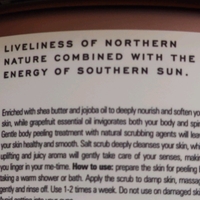 LIVELINESS OF NORTHERN
NATURE COMBINED WITH THE
ENERGY OF SOUTHERN SUN.
Enriched with shea butter and jojoba oil to deeply nourish and soften your
skin, while grapefruit essential oil invigorates both your body and
Gentle body peeling treatment with natural scrubbing agents will
your skin healthy and smooth. Salt scrub deeply cleanses your skin, while
uplifting and juicy aroma will gently take care of your senses, making
you linger in your me-time. How to use: prepare the skin for peeling
taking a warm shower or bath. Apply the scrub to damp skin, massage
gently and rinse off. Use 1-2 times a week. Do not use on damaged skin